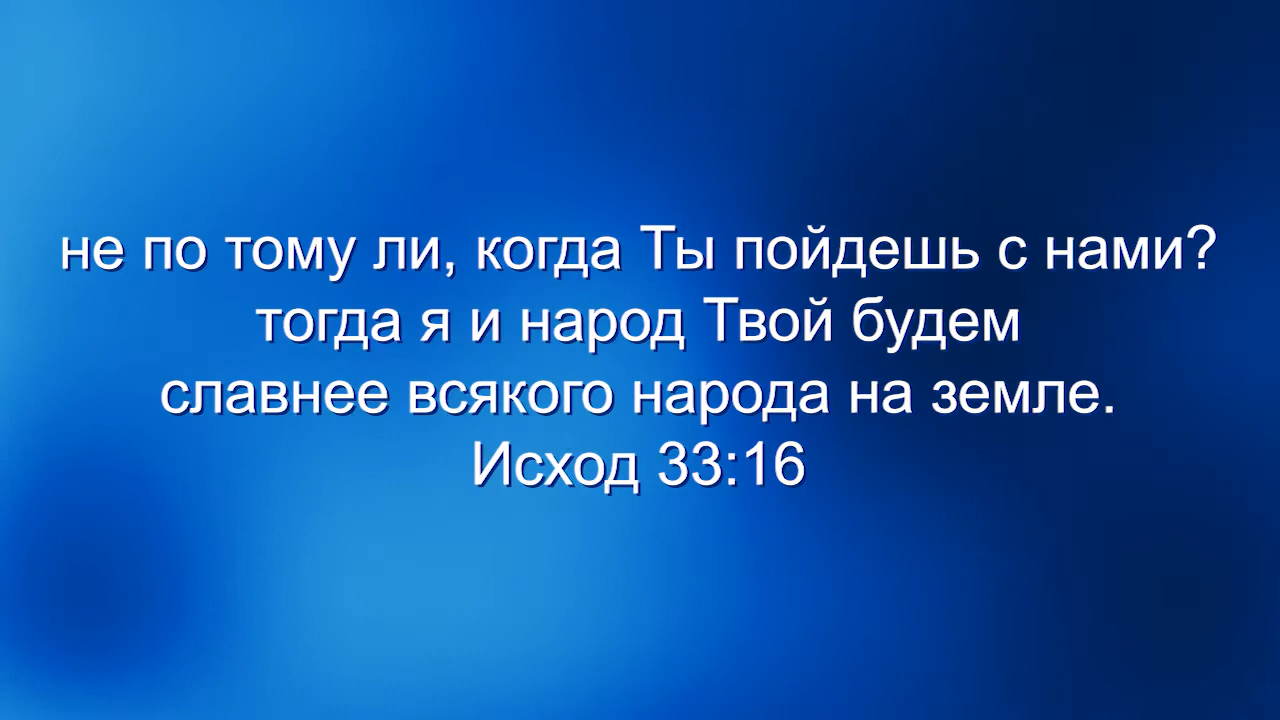 не по тому ли, когда Ты пойдешь с нами?
тогда я и народ Твой будем
славнее всякого народа на земле.
Исход 33:16